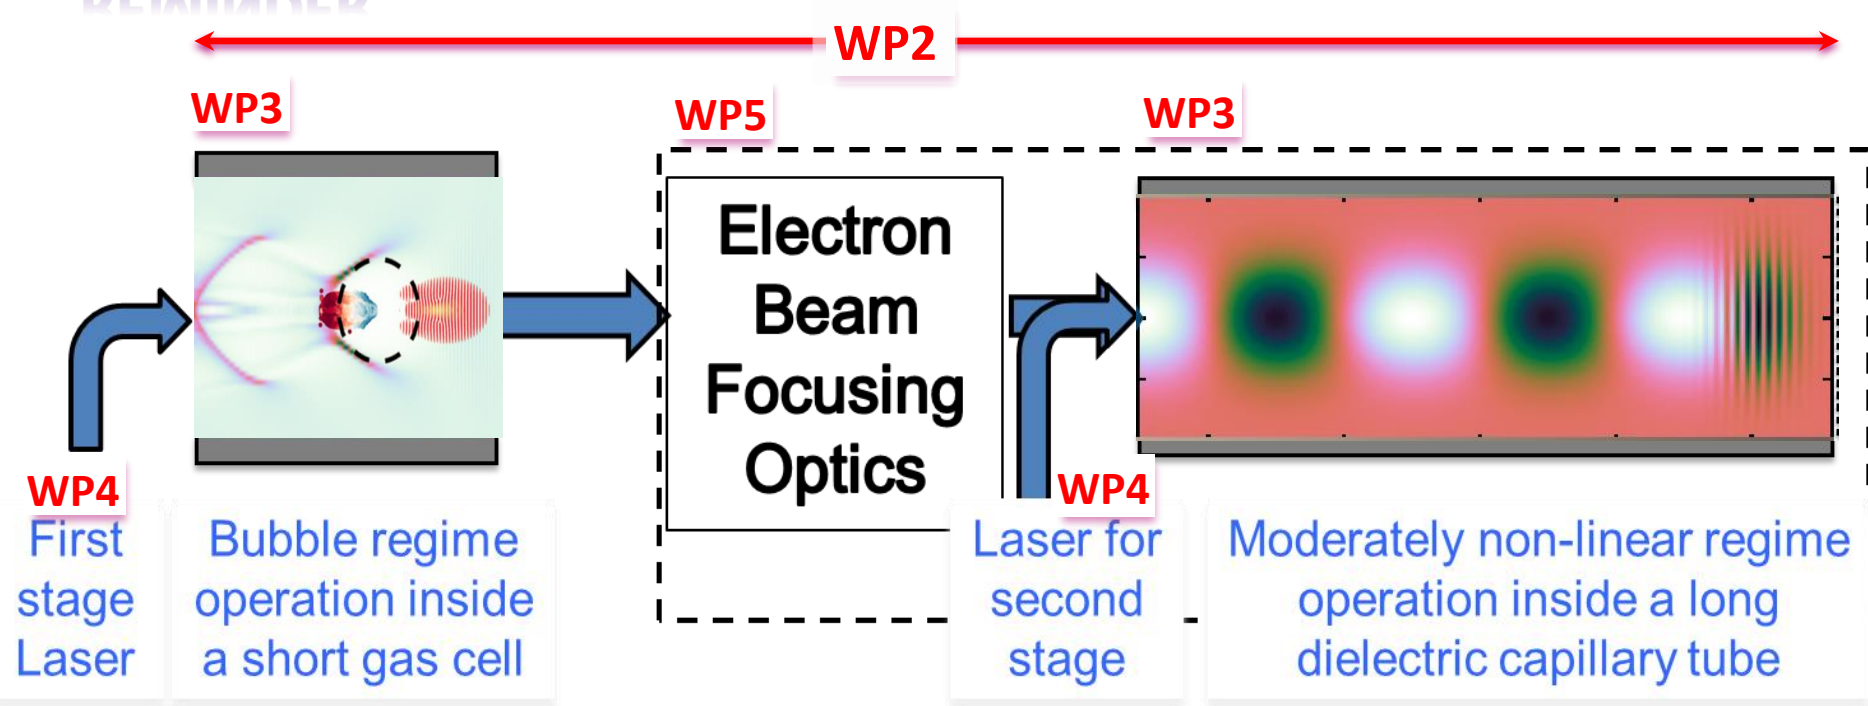 WP2
WP3
WP5
WP3
Electron
Beam
Focusing
Optics
WP4
First
stage
Laser
Bubble regime
operation inside
a short gas cell
WP4
Laser for
second
stage
Moderately non-linear regime
operation inside a long
dielectric capillary tube